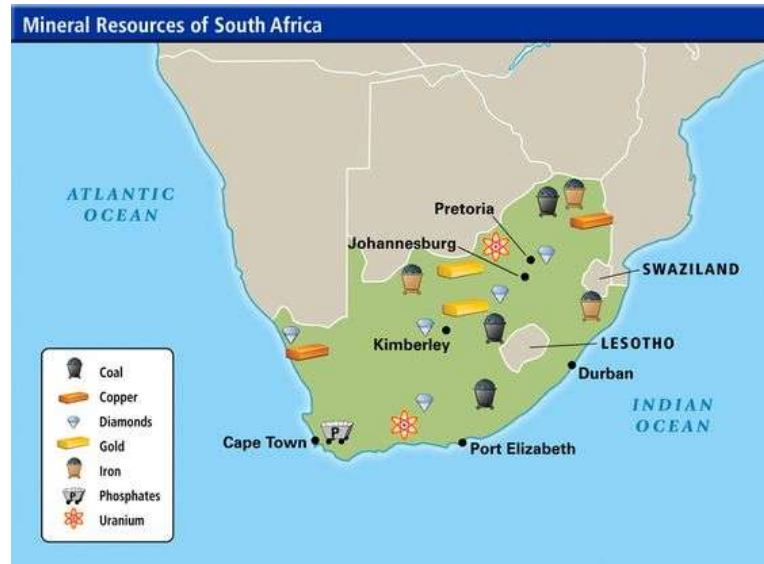 Mineral Resources of South Africa
ATLANTIC
OCEAN
Pretoria
Johannesburg
SWAZILAND
Kimberley
LESOTHO
Durban
INDIAN
OCEAN
Cape Town
P
Port Elizabeth
Coal
Copper
Diamonds
Gold
Iron
P
Phosphates
Uranium